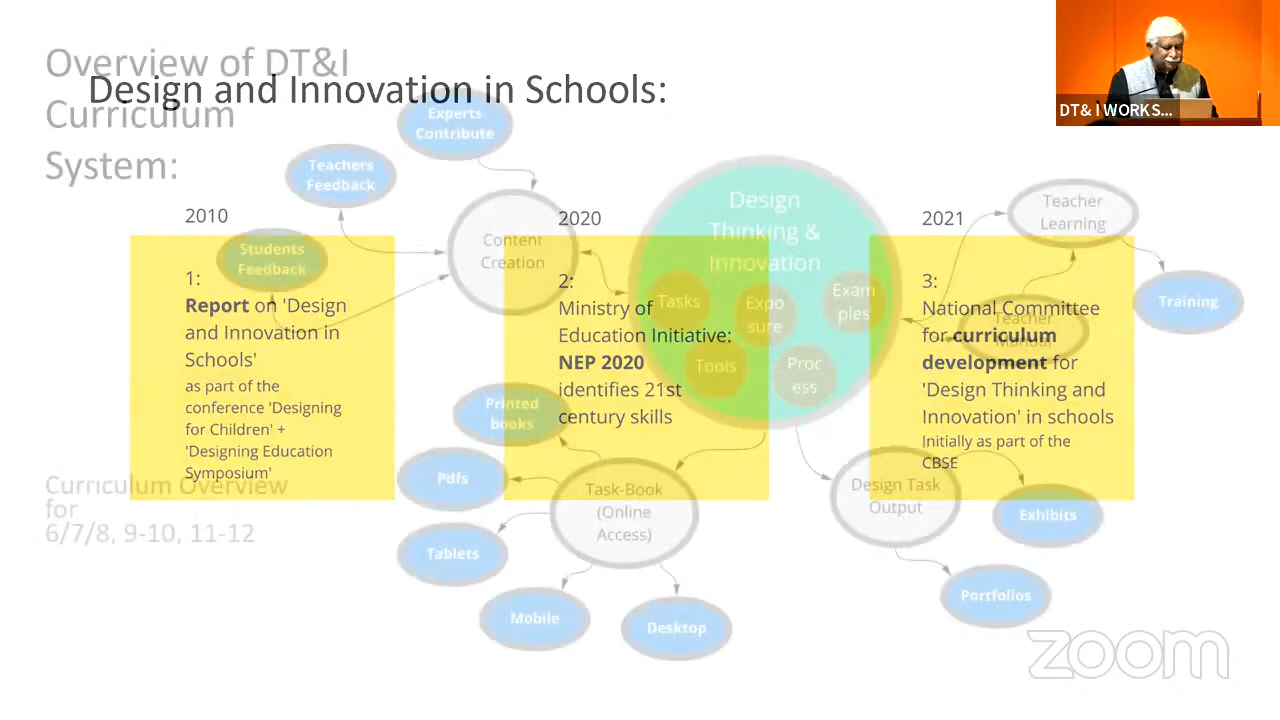 Overview of DT&I
Curriculum
System:
Design and Innovation in Schools:
DT& I WORKS...
Experts
Contribute
Teachers
Feedback
Students
Feedback
Content
Creation
Design
Thinking &
Innovation
Tasks
Expo
sure
Exam
ples
Tools
Proc
ess
Teacher
Learning
Training
Teacher
Manual
2010
1:
Report on 'Design
and Innovation in
Schools'
as part of the
conference 'Designing
for Children' +
'Designing Education
Symposium'
2020
2:
Ministry of
Education Initiative:
NEP 2020
identifies 21st
century skills
2021
3:
National Committee
for curriculum
development for
'Design Thinking and
Innovation' in schools
Initially as part of the
CBSE
Printed
books
Pdfs
Tablets
Mobile
Desktop
Task-Book
(Online
Access)
Design Task
Output
Exhibits
Portfolios
Curriculum Overview
for
6/7/8, 9-10, 11-12
zoom